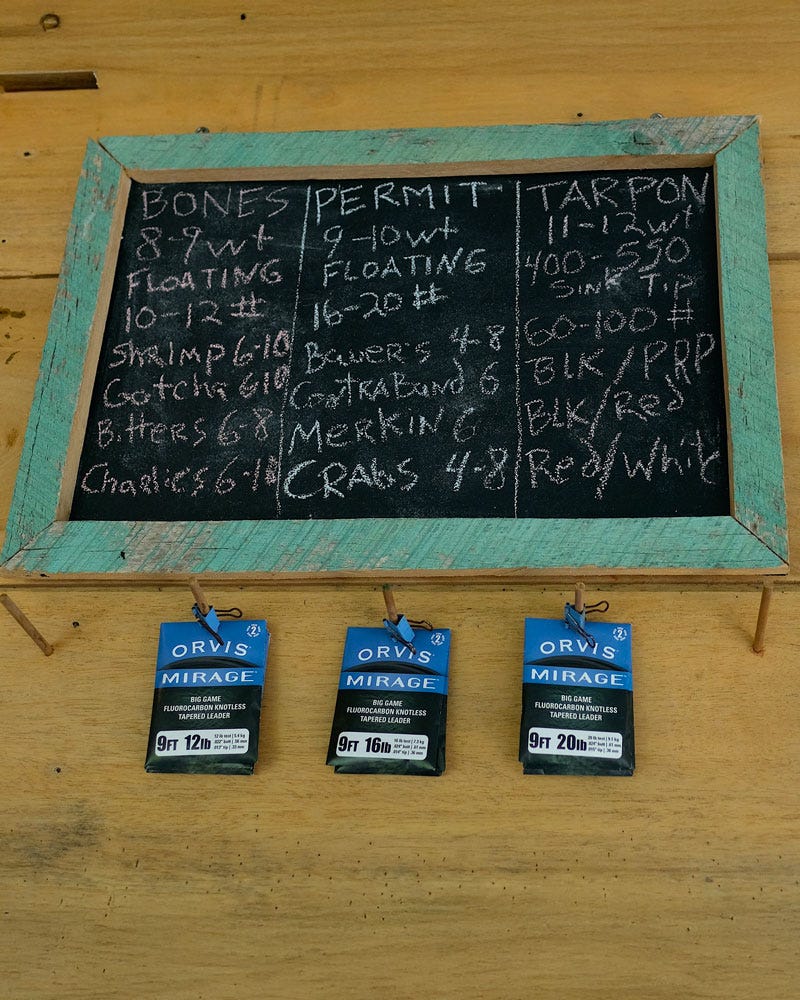 BONES
8-9wt
FLOATING
10-12 #
Shrimp 6-10
Gotcha 6-10
Bitters 6-8
Charlies 6-10
PERMIT
9-10wt
FLOATING
16-20 #
Bauer's 4-8
ContraBand 6
Merkin 6
CRAbs 4-8
TARPON
11-12wt
400-550
Sink Tip
60-100 #
BLK/PRP
BLK/Red
Red/White
ORVIS
MIRAGE
BIG GAME
FLUOROCARBON KNOTLESS
TAPERED LEADER
9FT 12lb
ORVIS
MIRAGE
BIG GAME
FLUOROCARBON KNOTLESS
TAPERED LEADER
9FT 16lb
ORVIS
MIRAGE
BIG GAME
FLUOROCARBON KNOTLESS
TAPERED LEADER
9FT 20lb